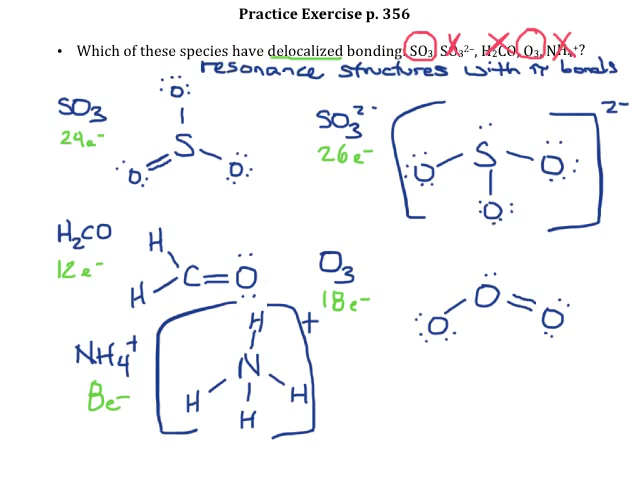 Practice Exercise p. 356
• Which of these species have delocalized bonding: SO₃, SO₃²⁻, H₂CO, O₃, NH₄⁺?
resonance structures with π bonds
SO₃
24e⁻
O
S
O
O
SO₃²⁻
26e⁻
2-
O
S
O
O
H₂CO
12e⁻
H
H
C=O
O₃
18e⁻
O
O
O
NH₄⁺
8e⁻
+
H
N
H
H
H